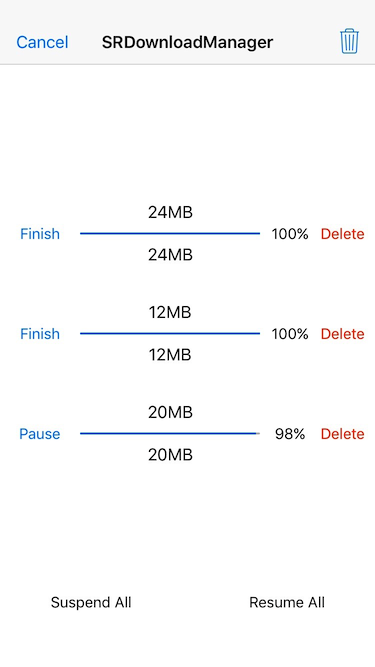 Cancel SRDownloadManager
24MB
Finish 100% Delete
24MB
12MB
Finish 100% Delete
12MB
20MB
Pause 98% Delete
20MB
Suspend All Resume All